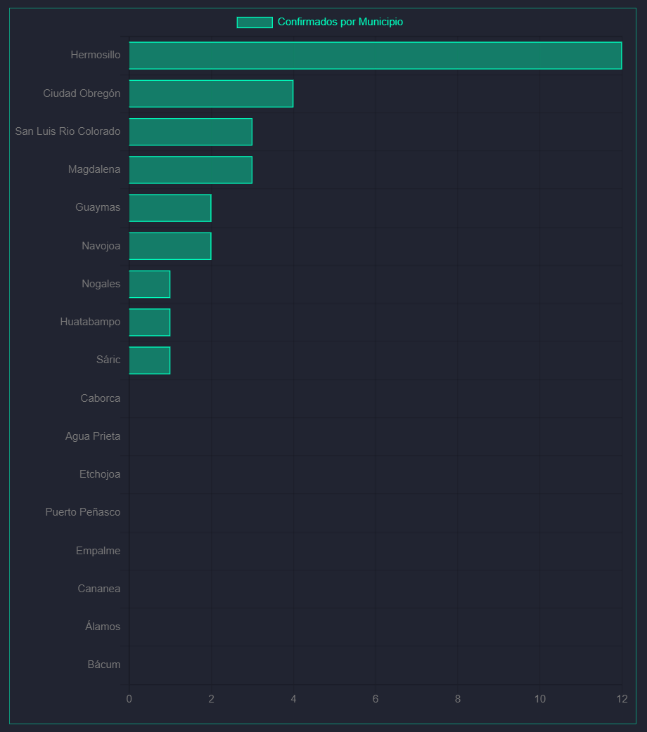 Confirmados por Municipio
Hermosillo
Ciudad Obregón
San Luis Rio Colorado
Magdalena
Guaymas
Navojoa
Nogales
Huatabampo
Sáric
Caborca
Agua Prieta
Etchojoa
Puerto Peñasco
Empalme
Cananea
Álamos
Bácum
0 2 4 6 8 10 12